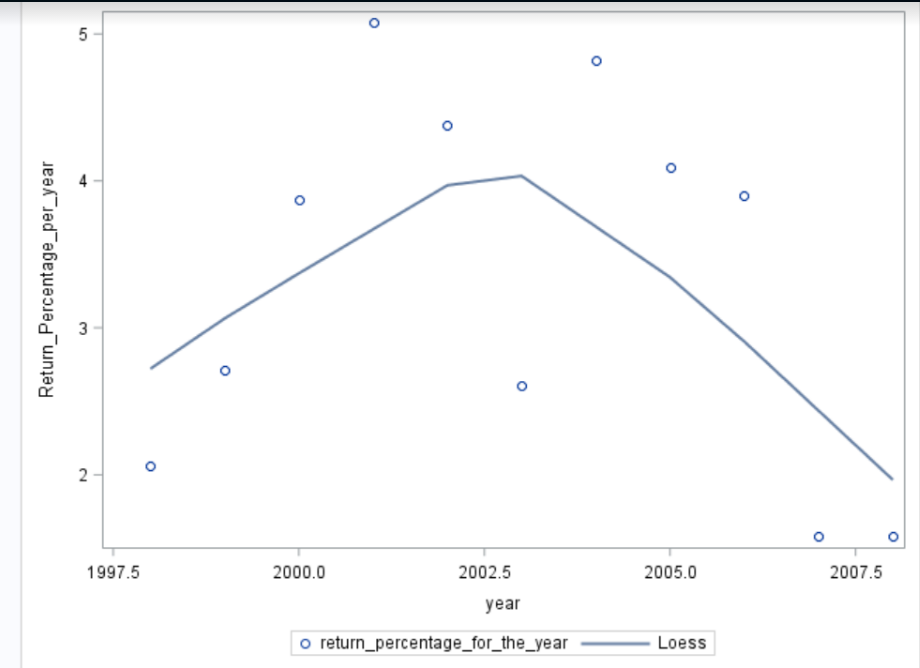 5
4
3
2
Return_Percentage_per_year
1997.5 2000.0 2002.5 2005.0 2007.5
year
return_percentage_for_the_year Loess